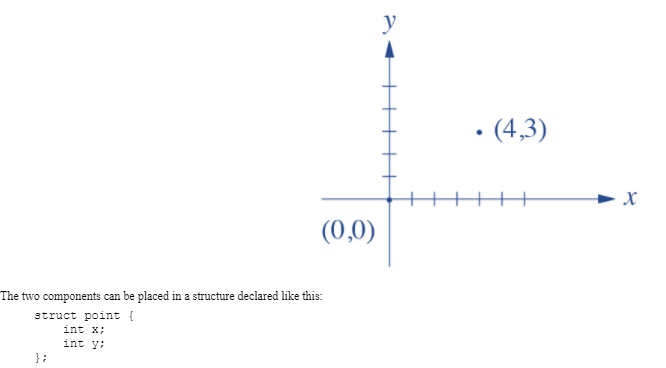 y
(4,3)
x
(0,0)
The two components can be placed in a structure declared like this:
struct point {
int x;
int y;
};